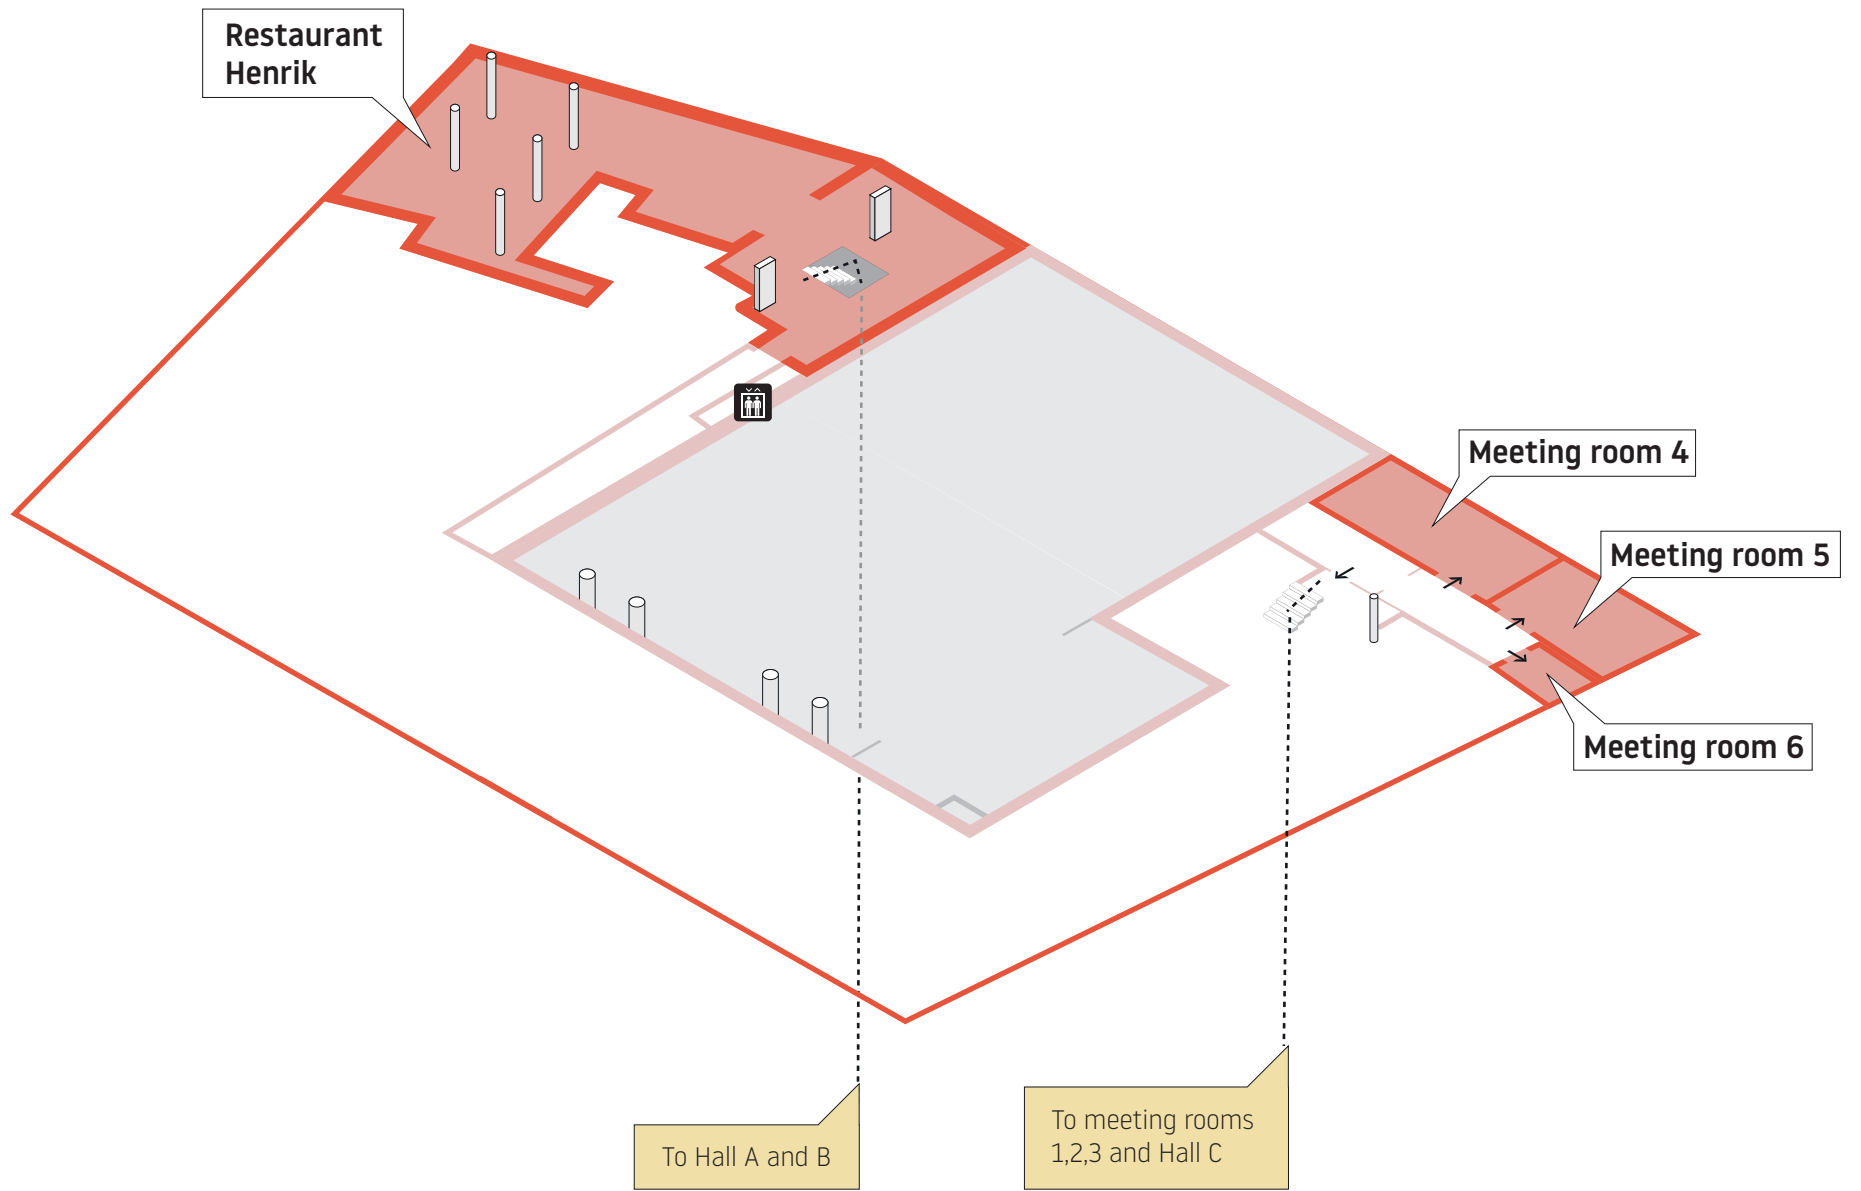 Restaurant
Henrik
Meeting room 4
Meeting room 5
Meeting room 6
To Hall A and B
To meeting rooms
1,2,3 and Hall C